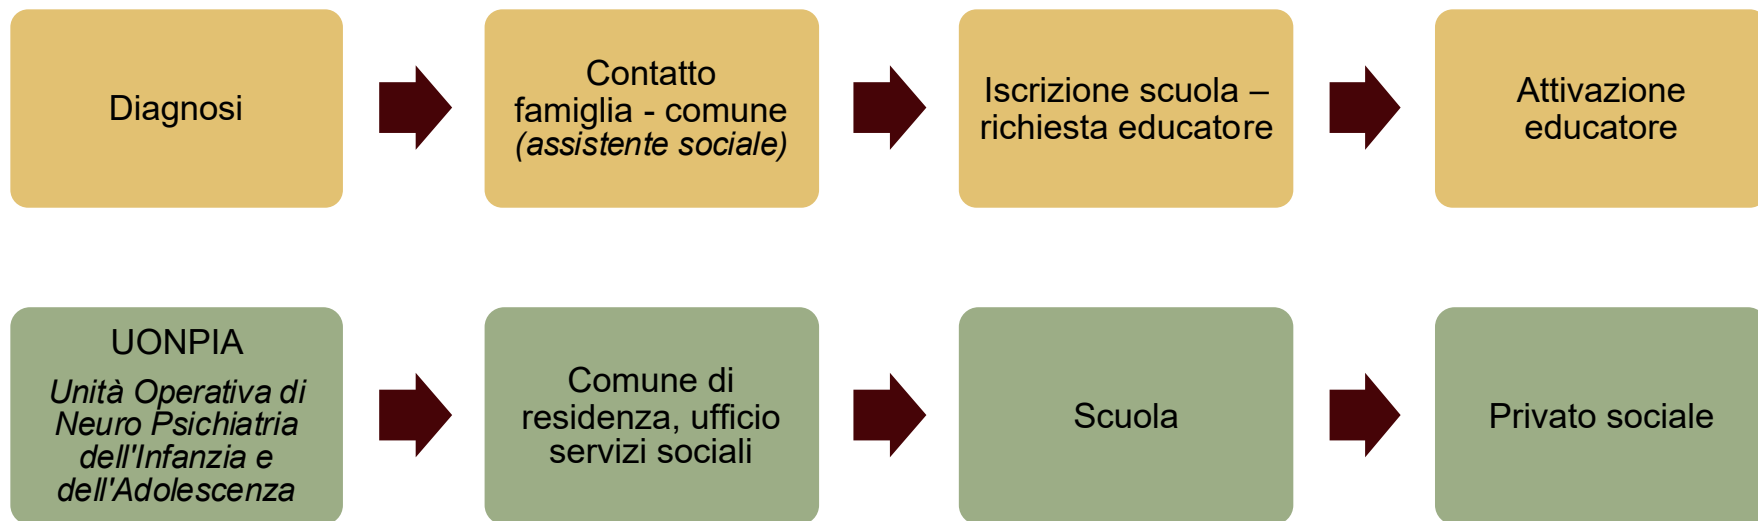 Diagnosi
Contatto
famiglia - comune
(assistente sociale)
Iscrizione scuola –
richiesta educatore
Attivazione
educatore
UONPIA
Unità Operativa di
Neuro Psichiatria
dell'Infanzia e
dell'Adolescenza
Comune di
residenza, ufficio
servizi sociali
Scuola
Privato sociale